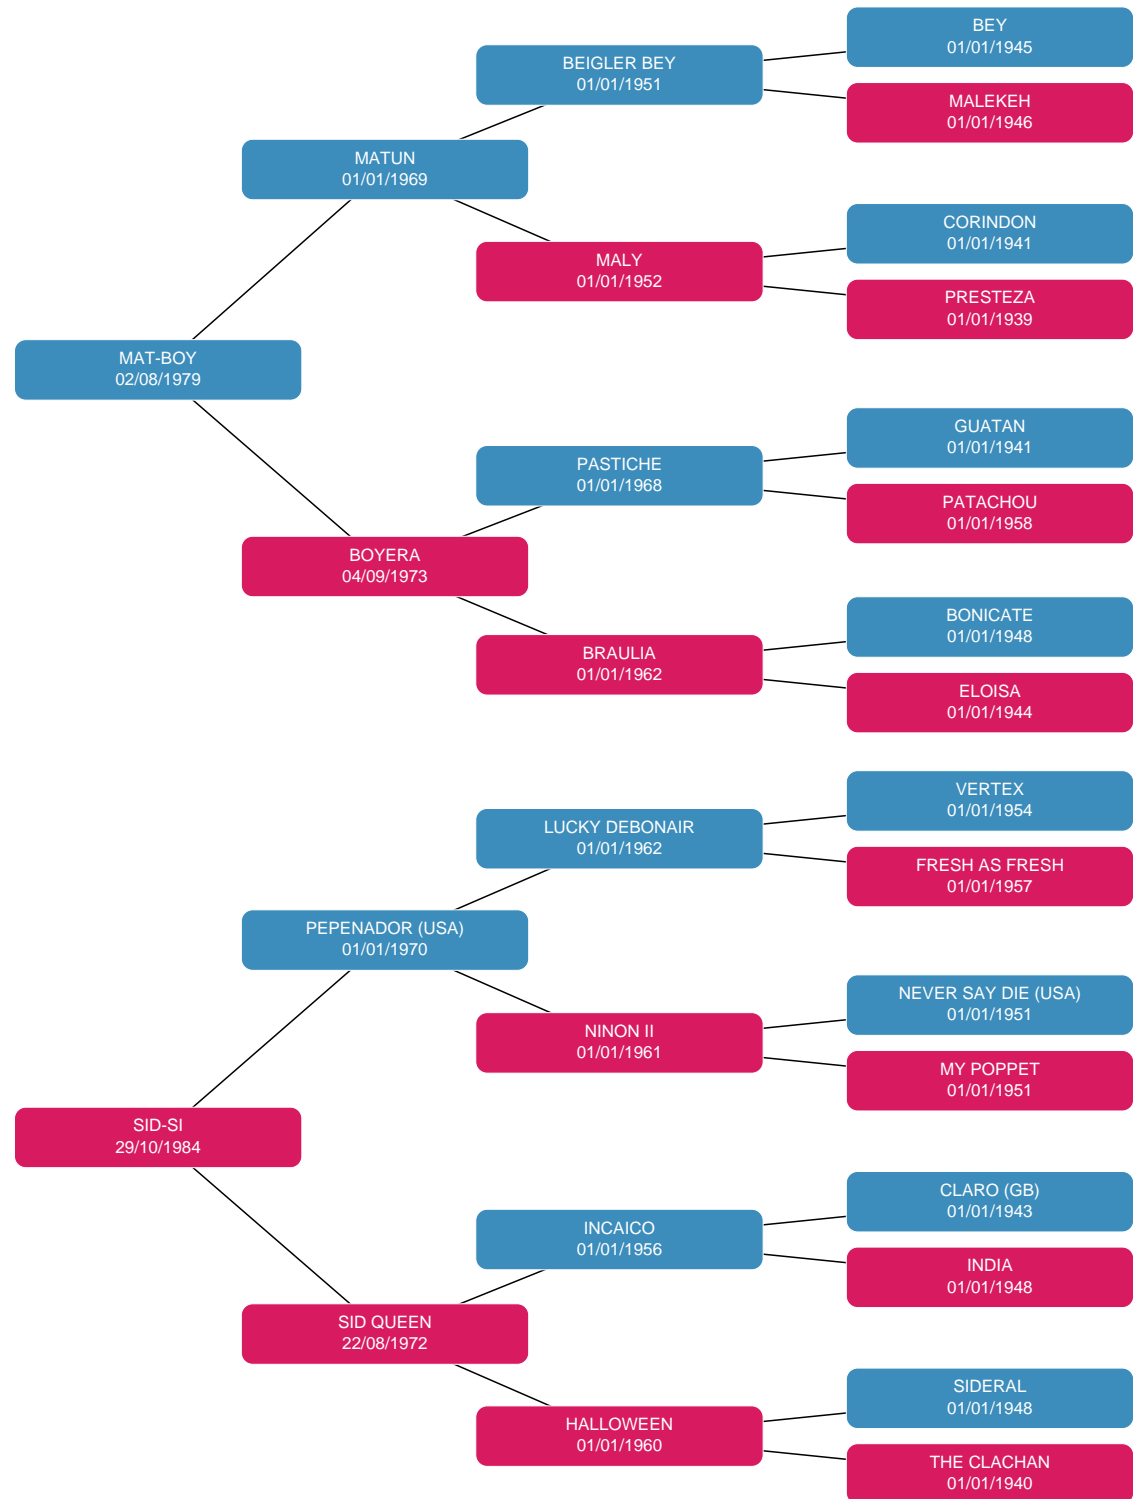 BEY
01/01/1945
BEIGLER BEY
01/01/1951
MALEKEH
01/01/1946
MATUN
01/01/1969
CORINDON
01/01/1941
MALY
01/01/1952
PRESTEZA
01/01/1939
MAT-BOY
02/08/1979
GUATAN
01/01/1941
PASTICHE
01/01/1968
PATACHOU
01/01/1958
BOYERA
04/09/1973
BONICATE
01/01/1948
BRAULIA
01/01/1962
ELOISA
01/01/1944
VERTEX
01/01/1954
LUCKY DEBONAIR
01/01/1962
FRESH AS FRESH
01/01/1957
PEPENADOR (USA)
01/01/1970
NEVER SAY DIE (USA)
01/01/1951
NINON II
01/01/1961
MY POPPET
01/01/1951
SID-SI
29/10/1984
CLARO (GB)
01/01/1943
INCAICO
01/01/1956
INDIA
01/01/1948
SID QUEEN
22/08/1972
SIDERAL
01/01/1948
HALLOWEEN
01/01/1960
THE CLACHAN
01/01/1940